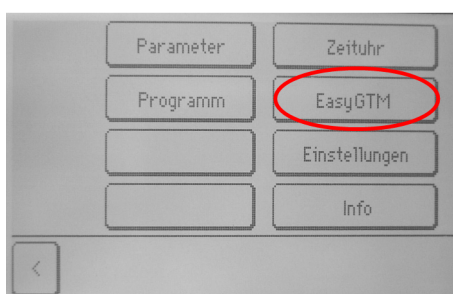 Parameter Zeituhr
Programm EasyGTM
Einstellungen
Info
<